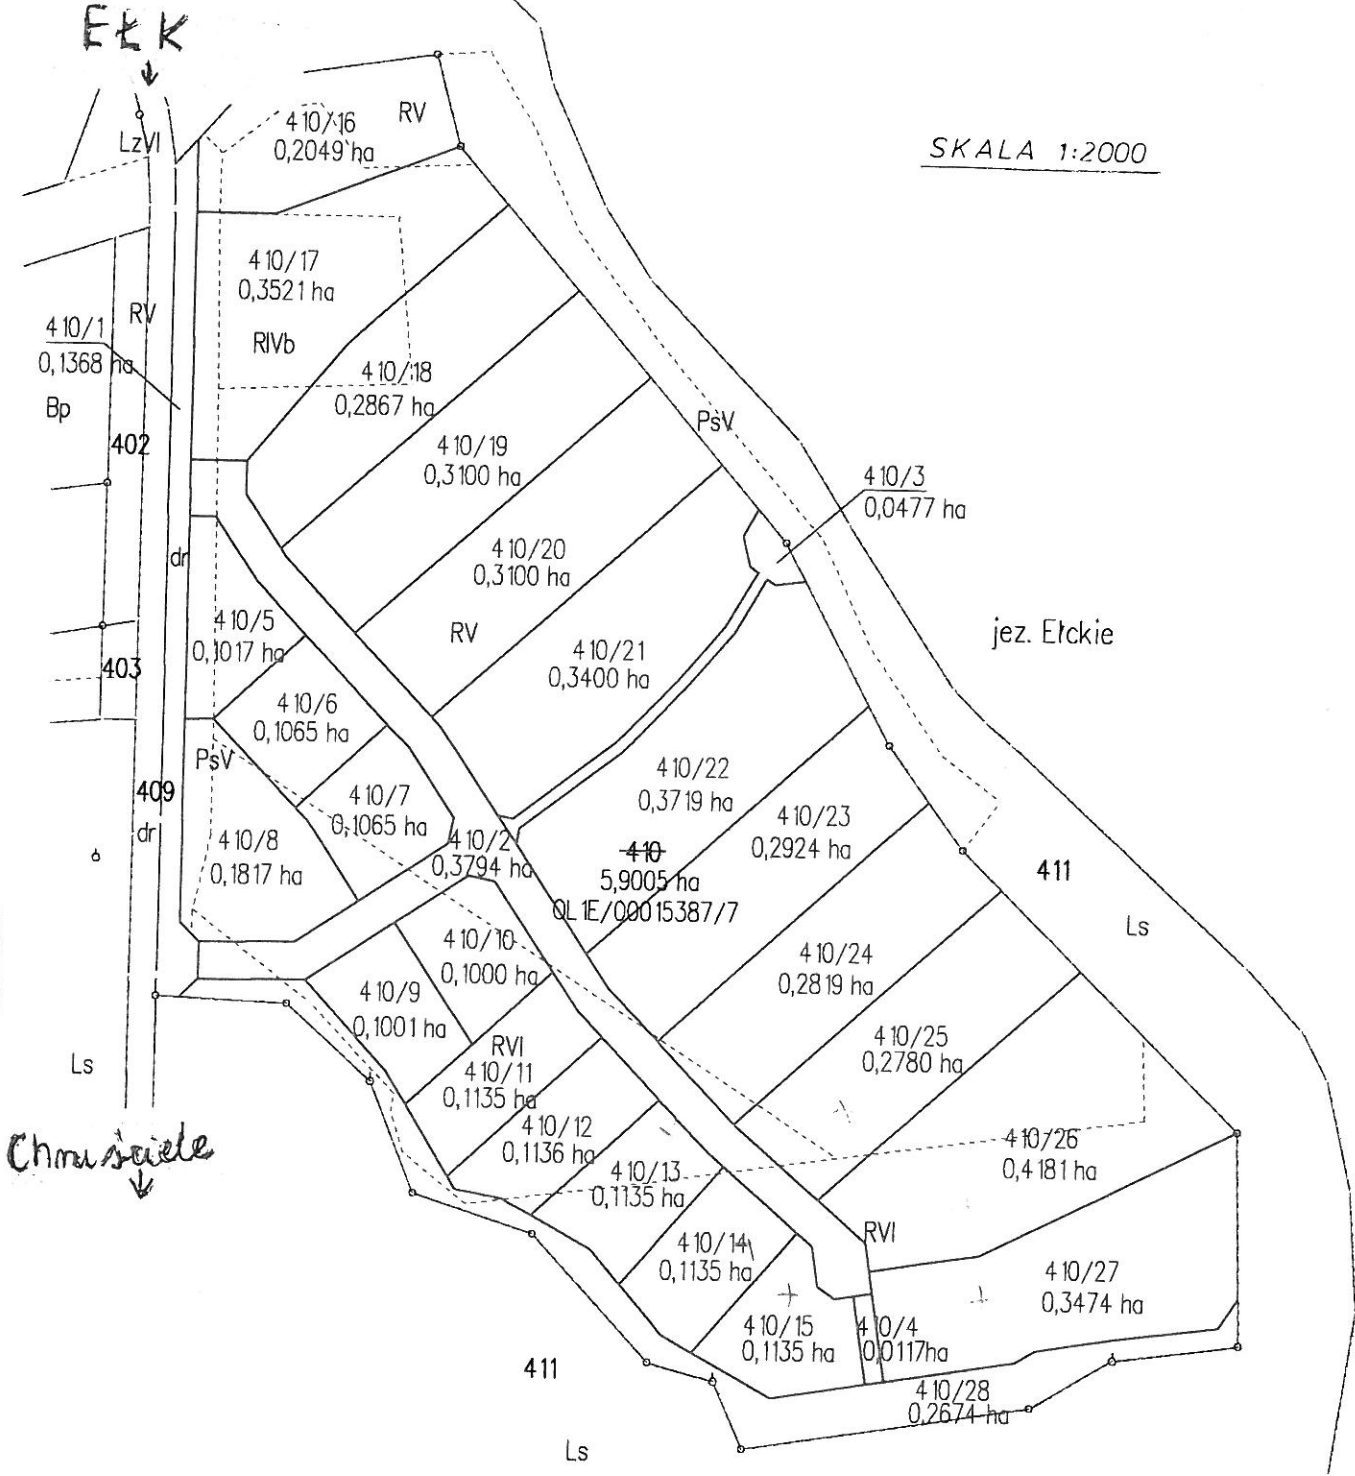 EŁK
SKALA 1:2000
LzVI
410/16
0,2049 ha
RV
410/17
0,3521 ha
RIVb
RV
410/1
0,1368 ha
Bp
402
410/18
0,2867 ha
410/19
0,3100 ha
PsV
410/3
0,0477 ha
dr
410/20
0,3100 ha
RV
410/5
0,1017 ha
403
410/21
0,3400 ha
jez. Ełckie
410/6
0,1065 ha
PsV
409
dr
410/7
0,1065 ha
410/8
0,1817 ha
410/2
0,3794 ha
410/22
0,3719 ha
410
5,9005 ha
OL1E/00015387/7
410/23
0,2924 ha
411
Ls
410/10
0,1000 ha
410/9
0,1001 ha
410/24
0,2819 ha
410/25
0,2780 ha
Ls
RVI
410/11
0,1135 ha
410/12
0,1136 ha
410/13
0,1135 ha
410/26
0,4181 ha
Chruściele
410/14
0,1135 ha
RVI
410/27
0,3474 ha
410/15
0,1135 ha
410/4
0,0117ha
411
410/28
0,2674 ha
Ls